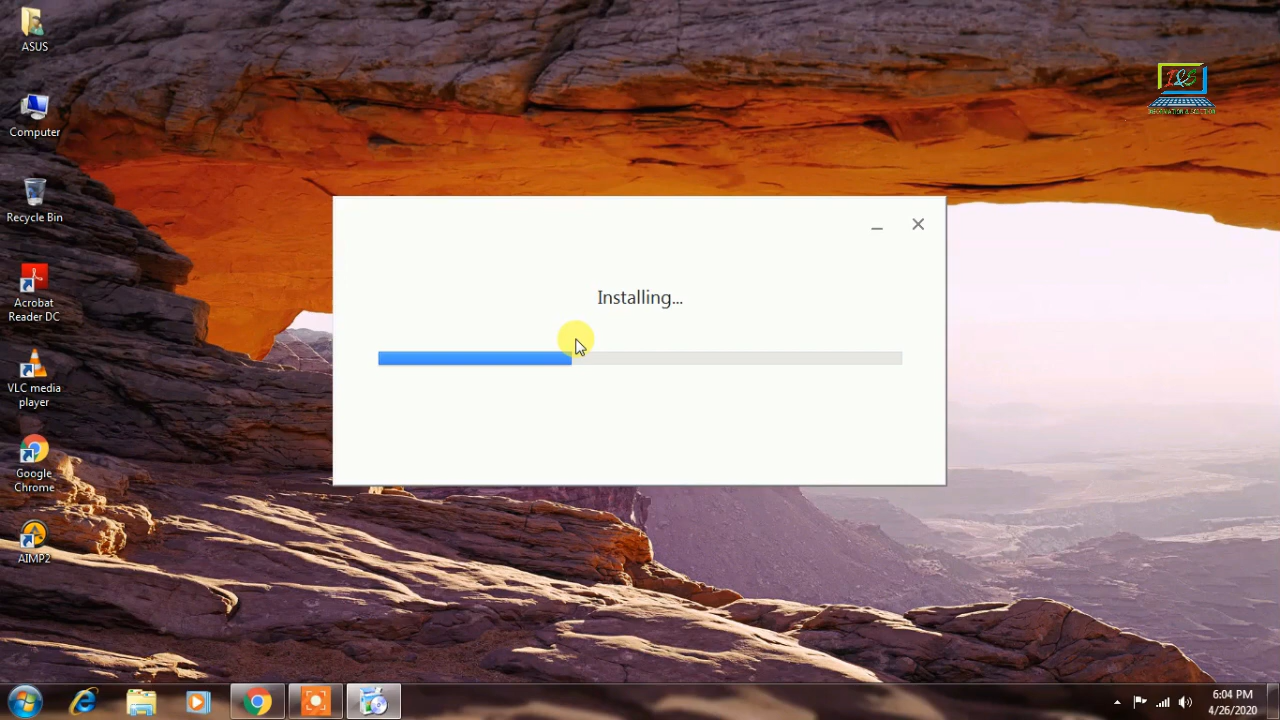 ASUS
Computer
Recycle Bin
Acrobat
Reader DC
VLC media
player
Google
Chrome
AIMP2
I&S
Installing...
6:04 PM
4/26/2020